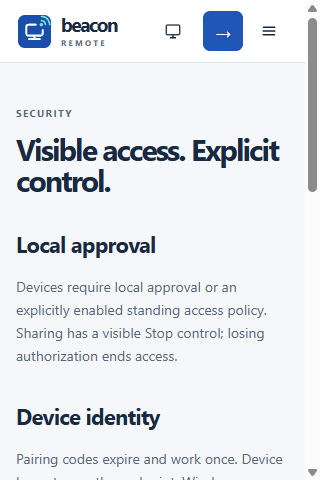 beacon
REMOTE
→
SECURITY
Visible access. Explicit
control.
Local approval
Devices require local approval or an
explicitly enabled standing access policy.
Sharing has a visible Stop control; losing
authorization ends access.
Device identity
Pairing codes expire and work once. Device